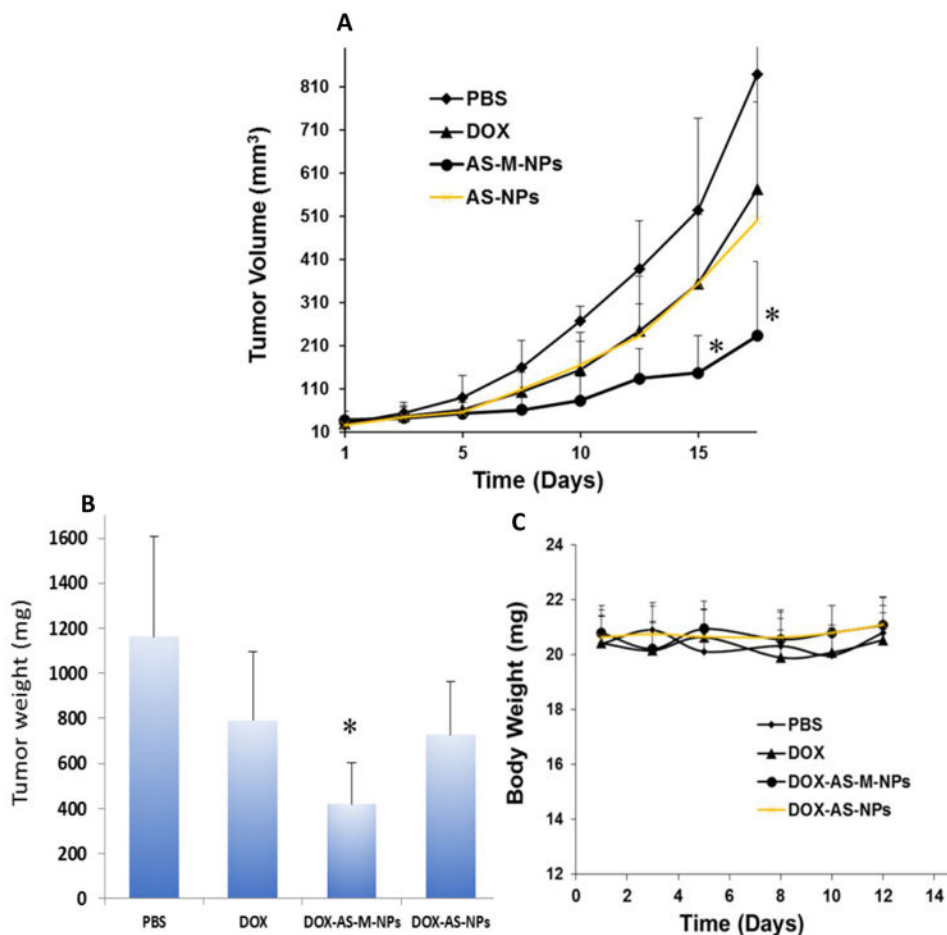 A
Tumor Volume (mm³)
810
710
610
510
410
310
210
110
10
PBS
DOX
AS-M-NPs
AS-NPs
*
*
1
5
10
15
Time (Days)
B
Tumor weight (mg)
1600
1400
1200
1000
800
600
400
200
0
*
PBS
DOX
DOX-AS-M-NPs
DOX-AS-NPs
C
Body Weight (mg)
24
22
20
18
16
14
12
PBS
DOX
DOX-AS-M-NPs
DOX-AS-NPs
0
2
4
6
8
10
12
14
Time (Days)